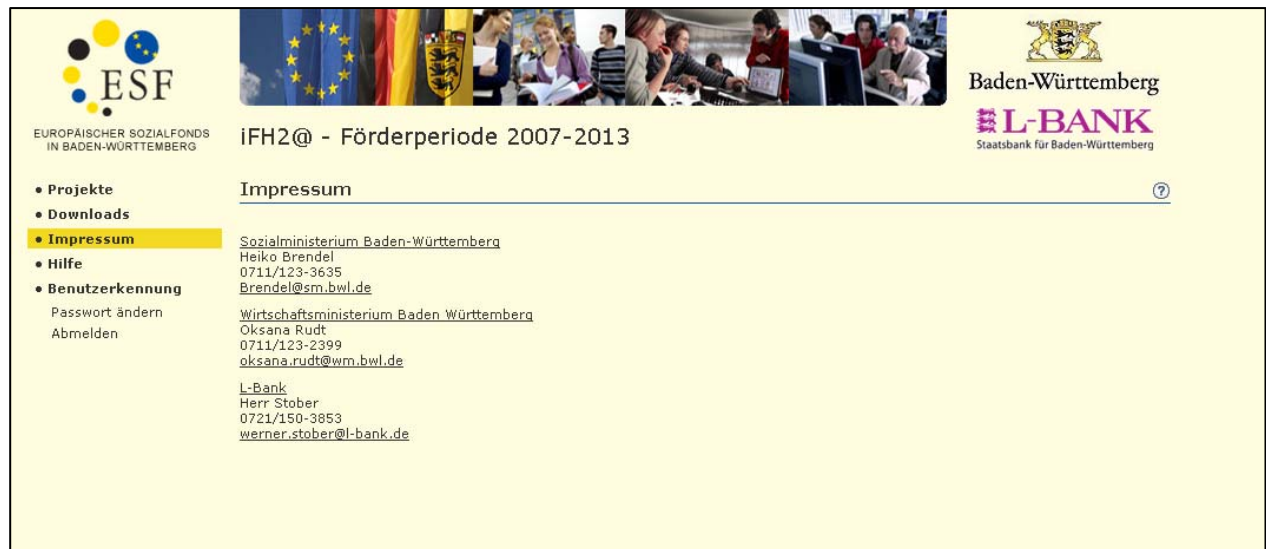 ESF
EUROPÄISCHER SOZIALFONDS
IN BADEN-WÜRTTEMBERG
iFH2@ - Förderperiode 2007-2013
Baden-Württemberg
L-BANK
Staatsbank für Baden-Württemberg
• Projekte
• Downloads
• Impressum
• Hilfe
• Benutzerkennung
Passwort ändern
Abmelden
Impressum
?
Sozialministerium Baden-Württemberg
Heiko Brendel
0711/123-3635
Brendel@sm.bwl.de
Wirtschaftsministerium Baden Württemberg
Oksana Rudt
0711/123-2399
oksana.rudt@wm.bwl.de
L-Bank
Herr Stober
0721/150-3853
werner.stober@l-bank.de